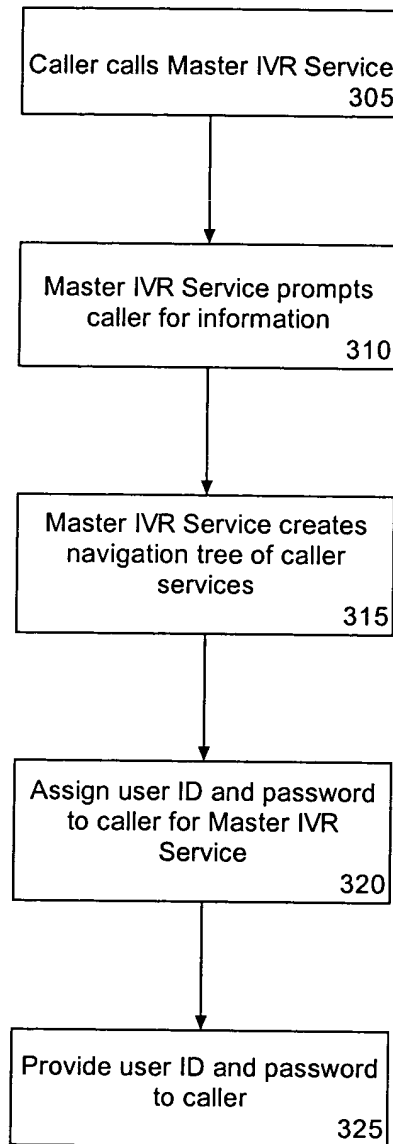 Caller calls Master IVR Service
305
Master IVR Service prompts
caller for information
310
Master IVR Service creates
navigation tree of caller
services
315
Assign user ID and password
to caller for Master IVR
Service
320
Provide user ID and password
to caller
325